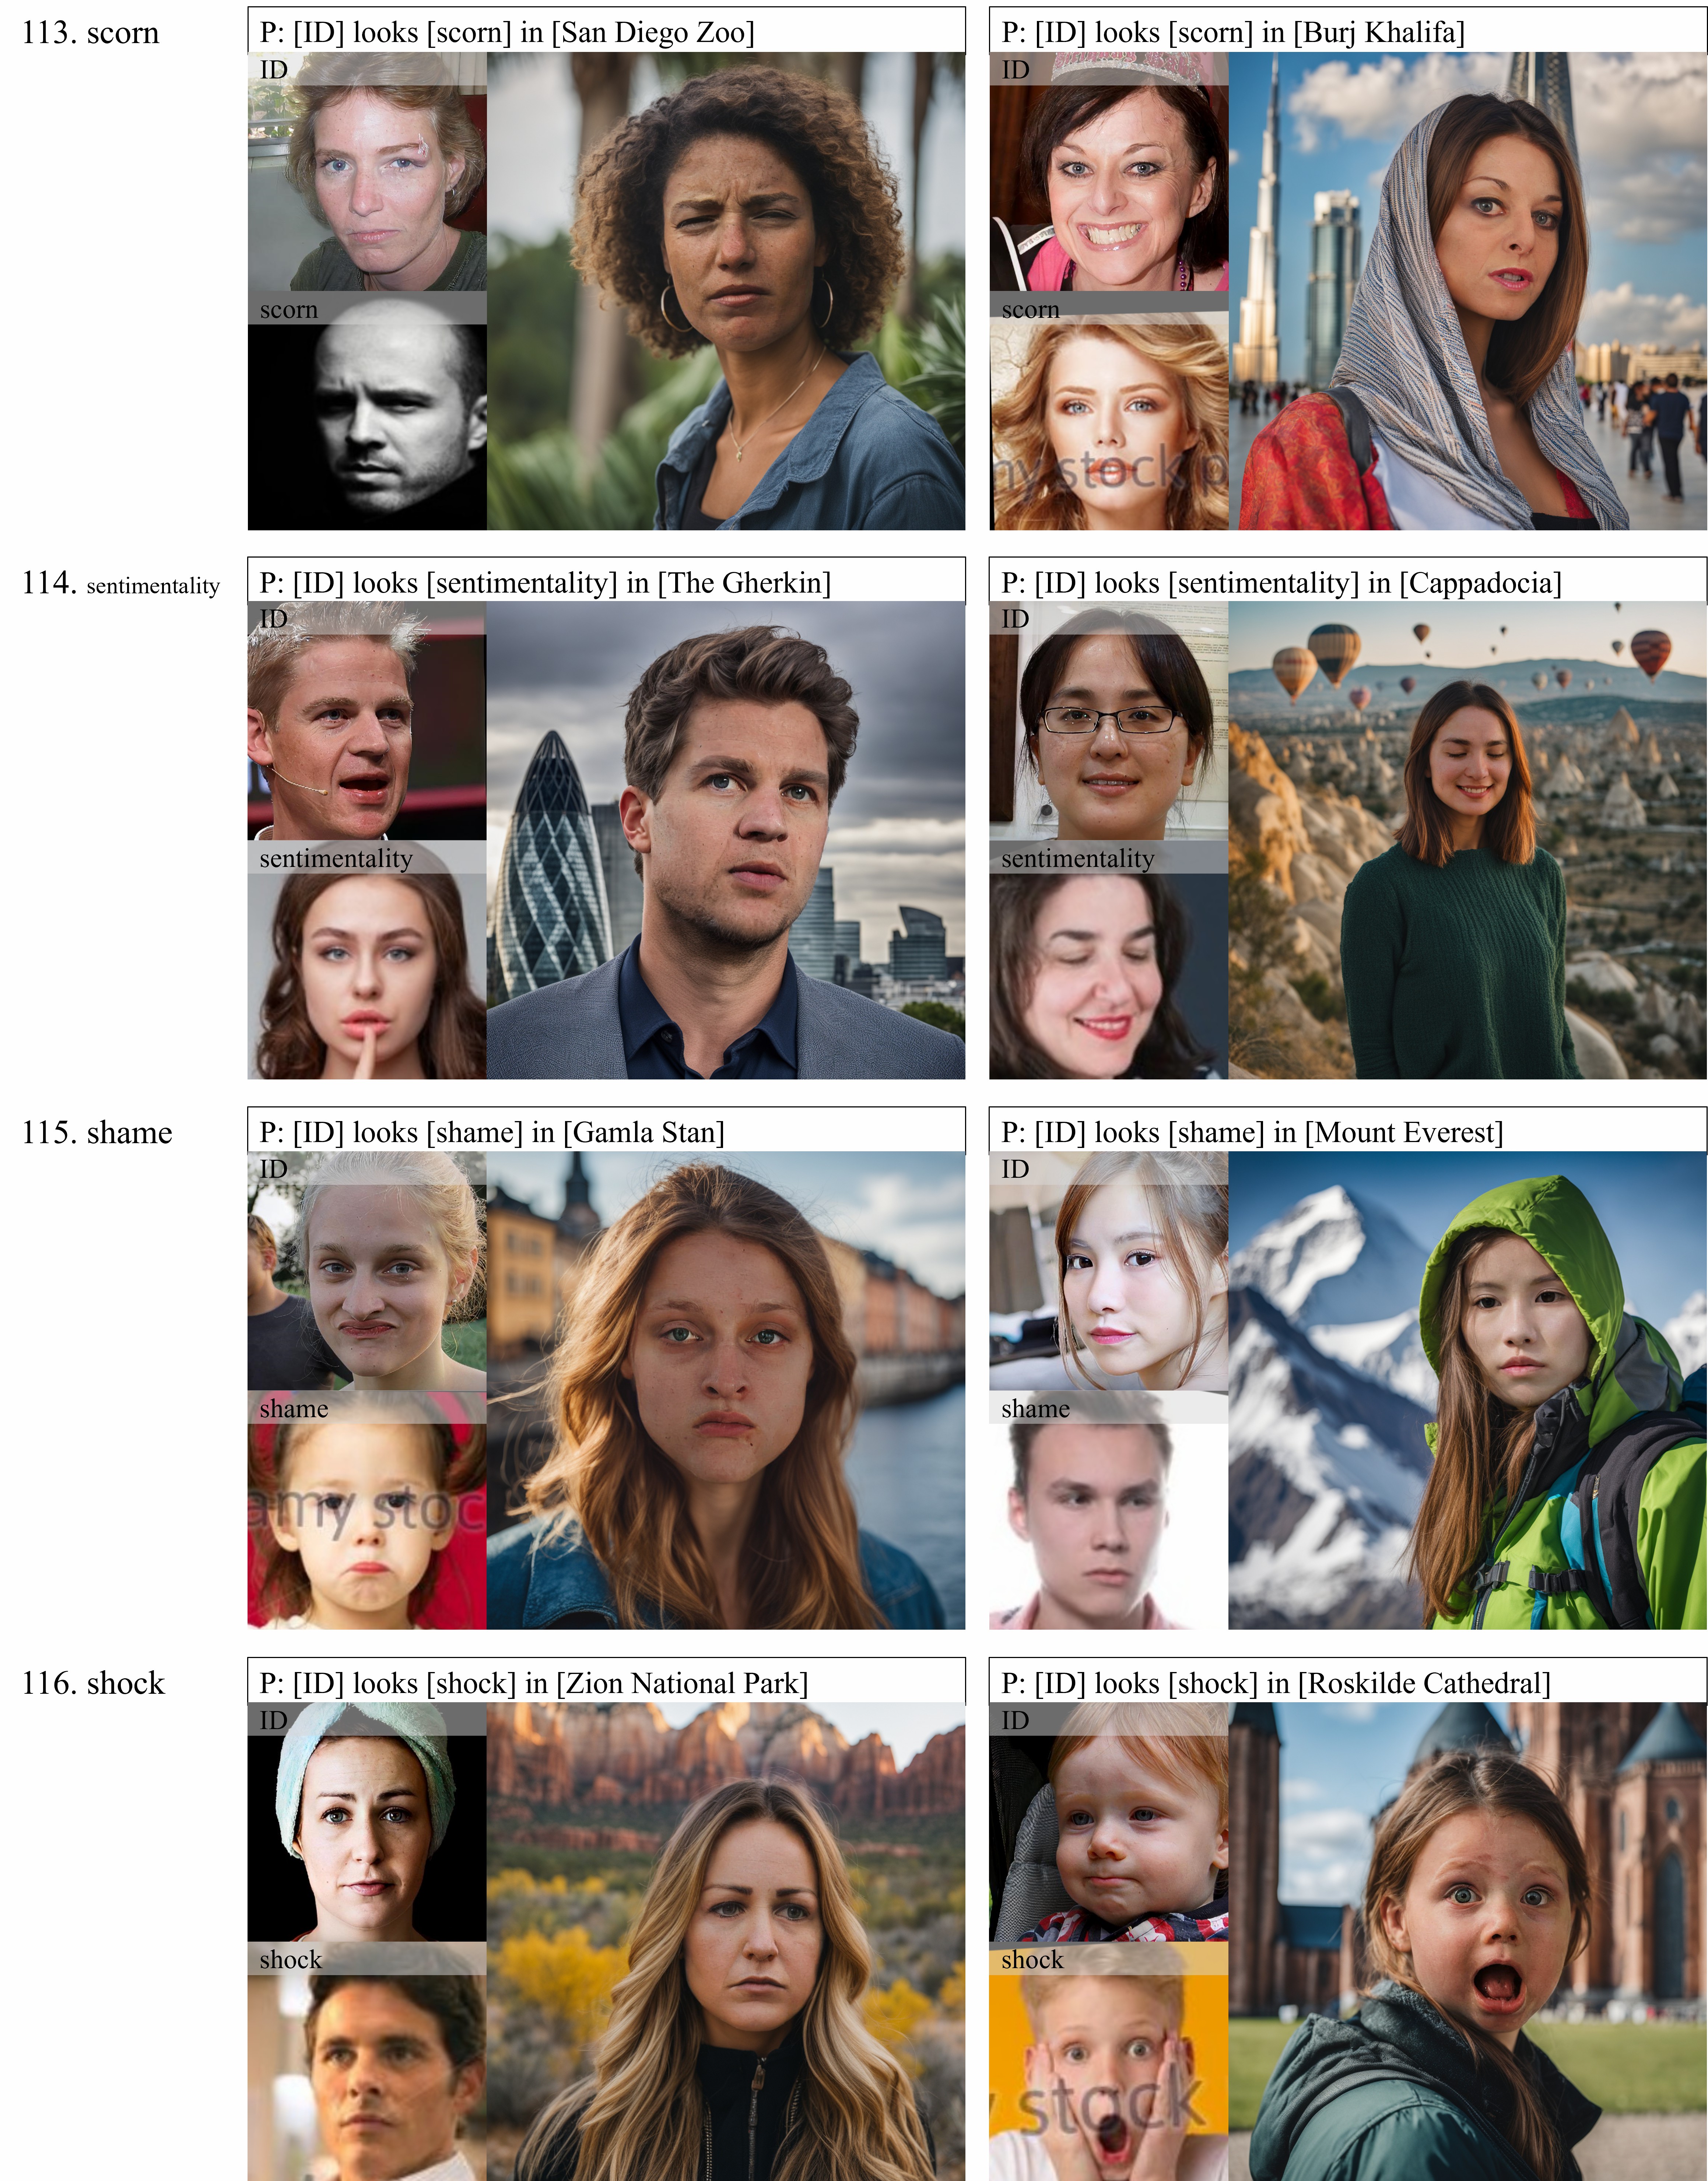 113. scorn
P: [ID] looks [scorn] in [San Diego Zoo]
ID
scorn
P: [ID] looks [scorn] in [Burj Khalifa]
ID
scorn
ny stock p
114. sentimentality
P: [ID] looks [sentimentality] in [The Gherkin]
ID
sentimentality
P: [ID] looks [sentimentality] in [Cappadocia]
ID
sentimentality
115. shame
P: [ID] looks [shame] in [Gamla Stan]
ID
shame
amy stoc
P: [ID] looks [shame] in [Mount Everest]
ID
shame
116. shock
P: [ID] looks [shock] in [Zion National Park]
ID
shock
P: [ID] looks [shock] in [Roskilde Cathedral]
ID
shock
y stock